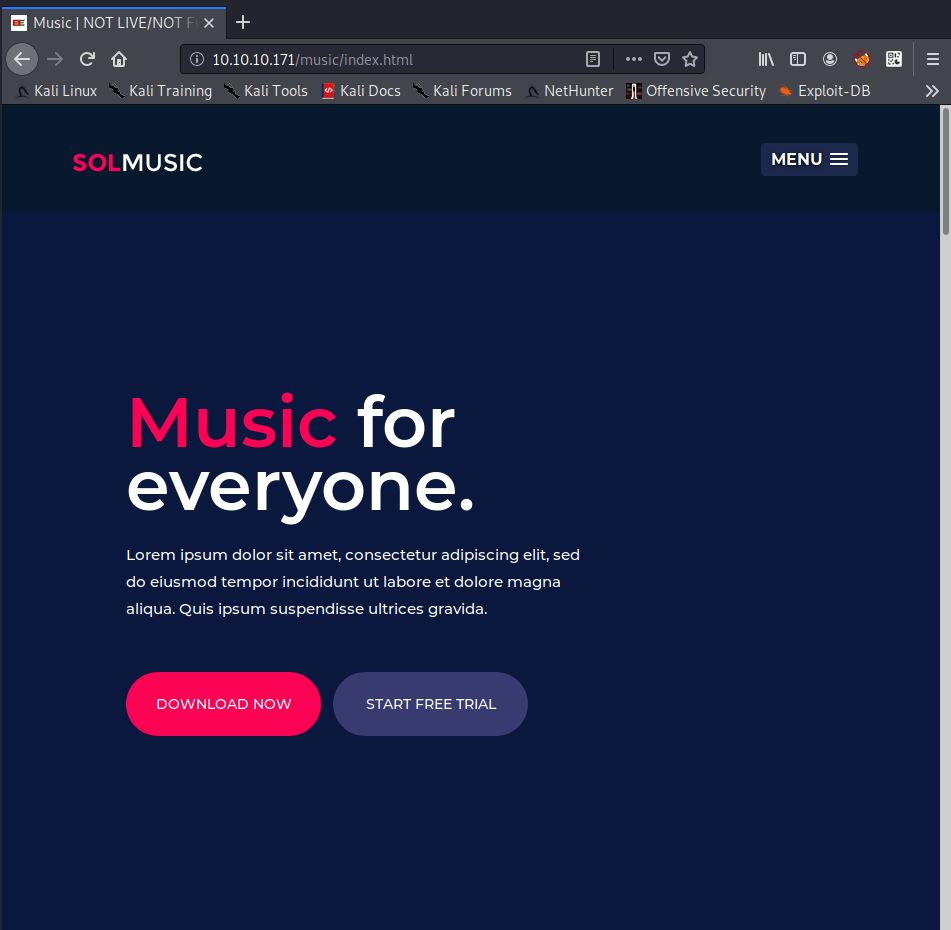 Music | NOT LIVE/NOT F
10.10.10.171/music/index.html
Kali Linux Kali Training Kali Tools Kali Docs Kali Forums NetHunter Offensive Security Exploit-DB
SOLMUSIC
MENU
Music for
everyone.
Lorem ipsum dolor sit amet, consectetur adipiscing elit, sed
do eiusmod tempor incididunt ut labore et dolore magna
aliqua. Quis ipsum suspendisse ultrices gravida.
DOWNLOAD NOW START FREE TRIAL